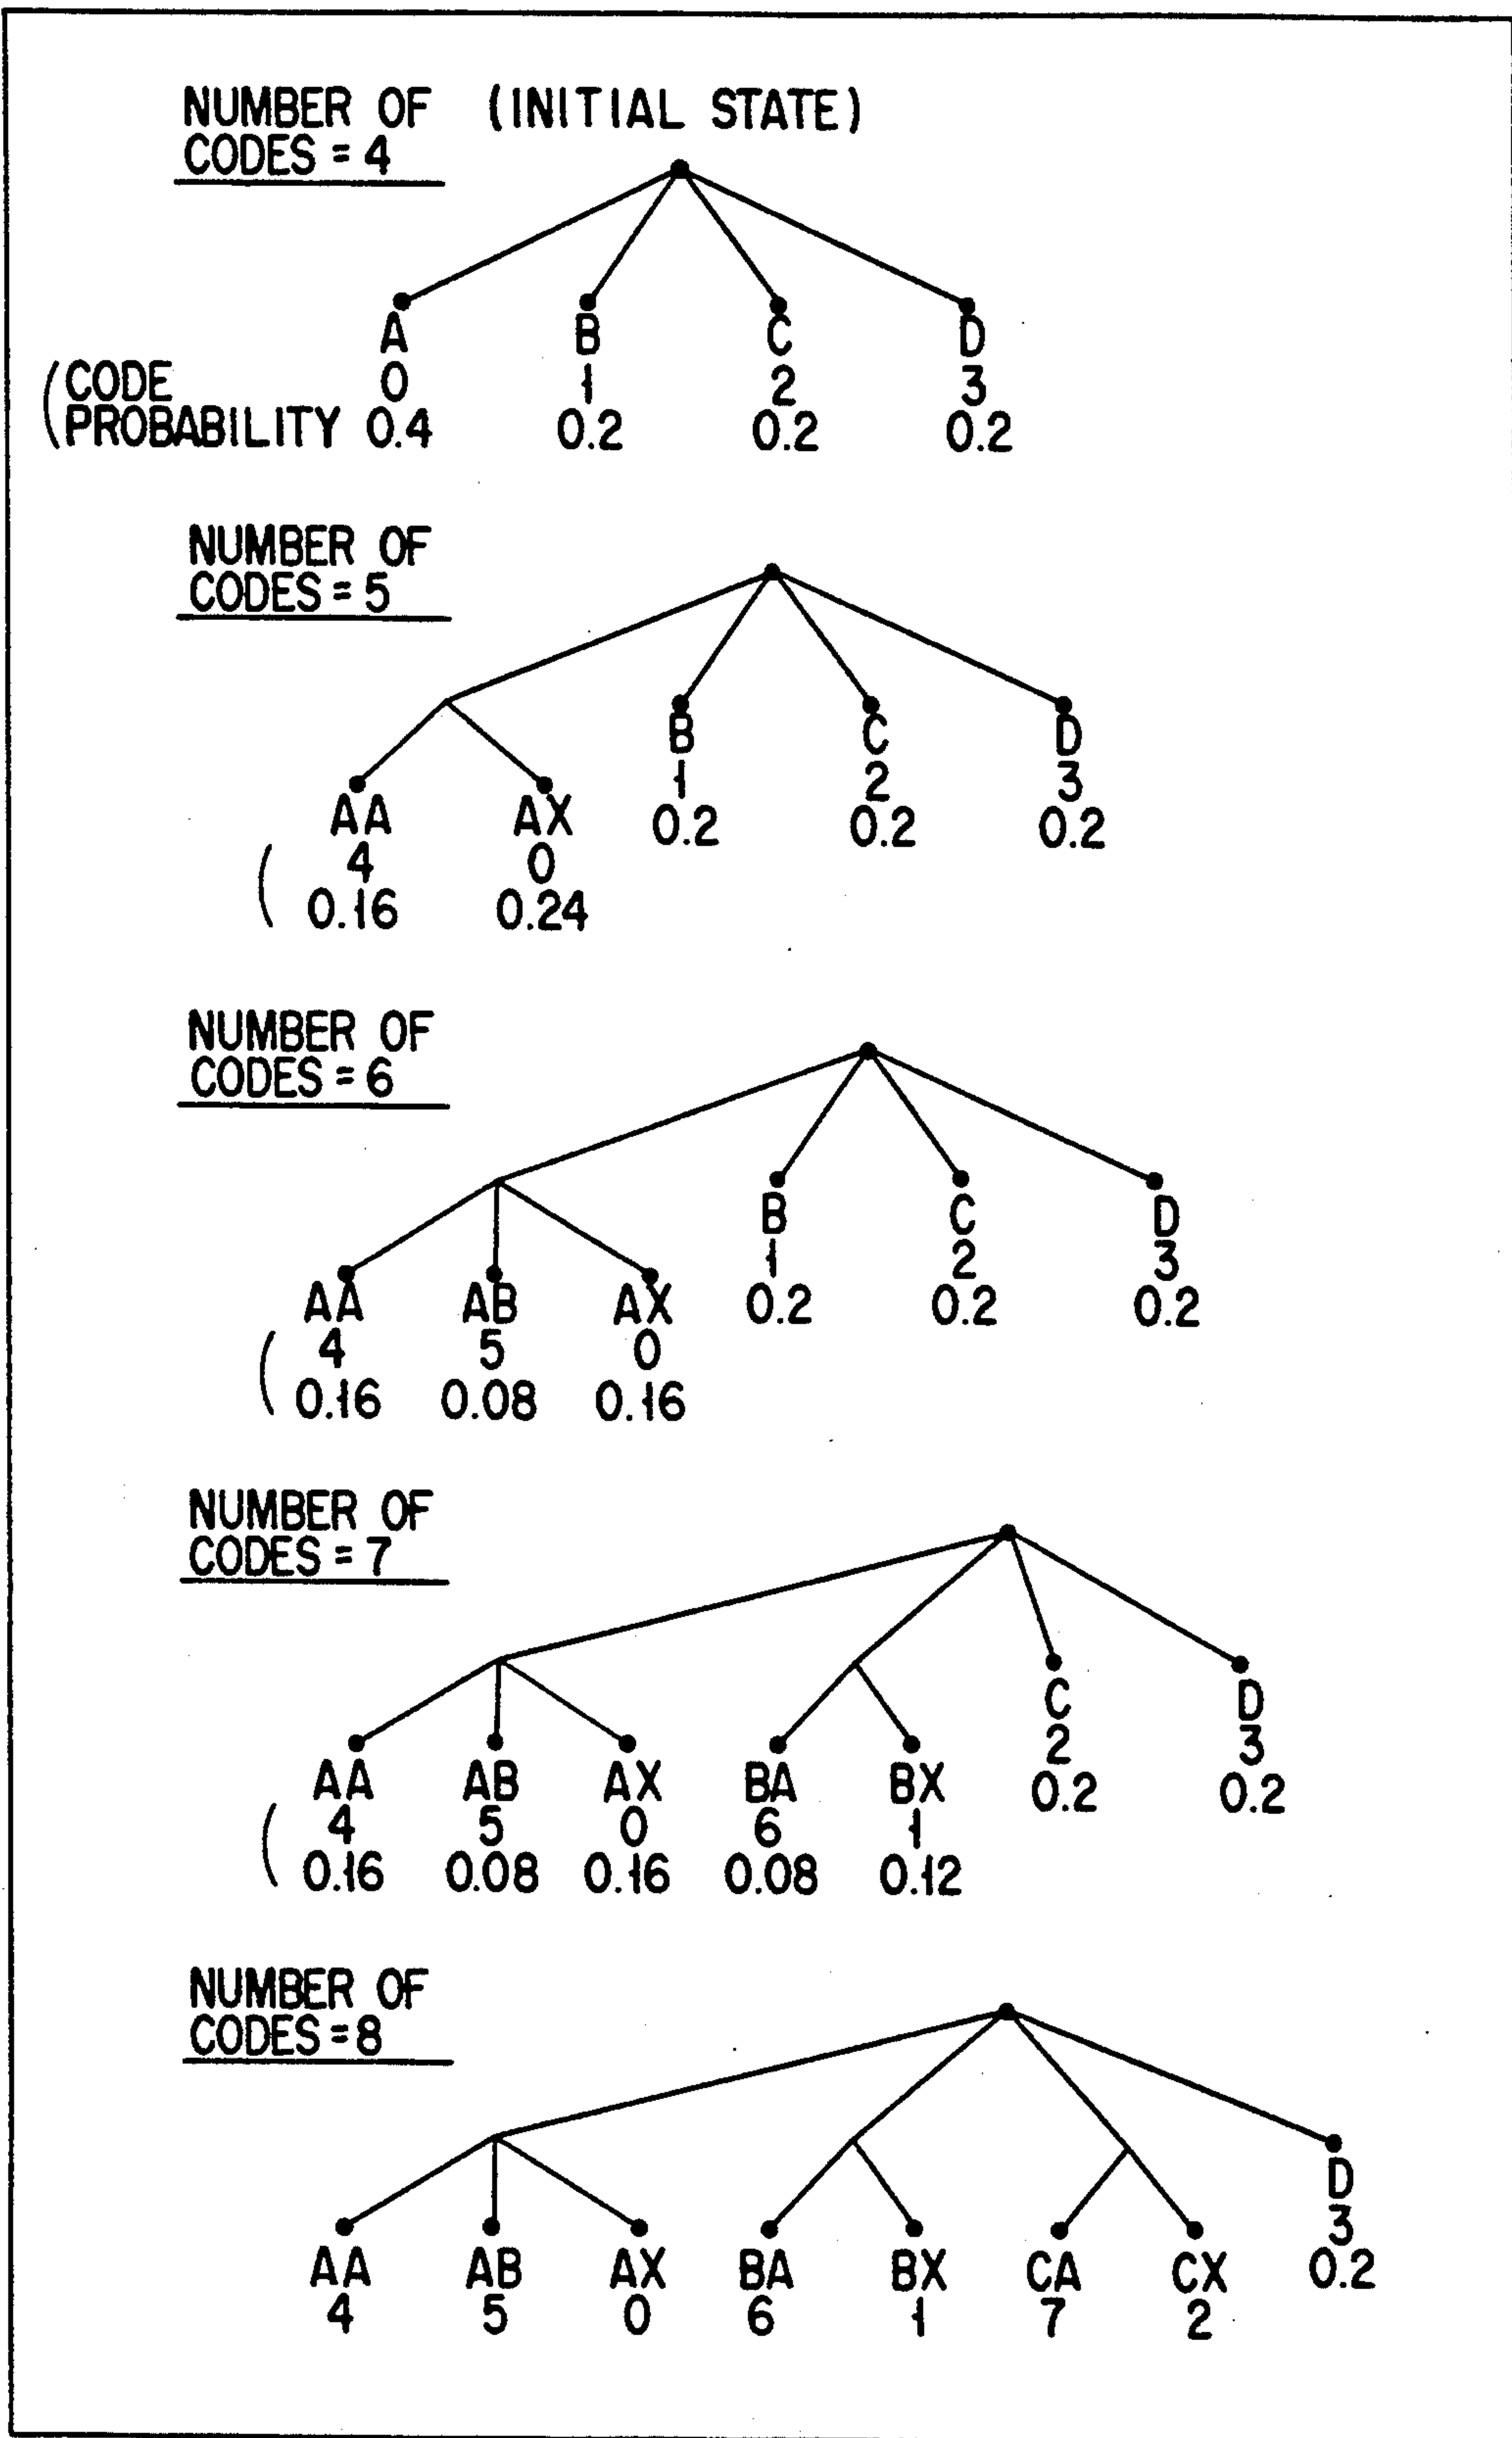 NUMBER OF (INITIAL STATE)
CODES = 4
A B C D
(CODE 0 1 2 3
PROBABILITY 0.4 0.2 0.2 0.2
NUMBER OF
CODES = 5
B C D
1 2 3
AA AX 0.2 0.2 0.2
( 4 0
0.16 0.24
NUMBER OF
CODES = 6
B C D
1 2 3
AA AB AX 0.2 0.2 0.2
( 4 5 0
0.16 0.08 0.16
NUMBER OF
CODES = 7
C D
2 3
AA AB AX BA BX 0.2 0.2
( 4 5 0 6 1
0.16 0.08 0.16 0.08 0.12
NUMBER OF
CODES = 8
D
3
AA AB AX BA BX CA CX 0.2
4 5 0 6 1 7 2